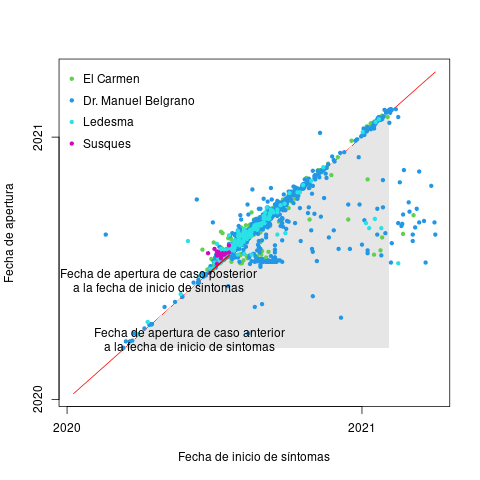 El Carmen
Dr. Manuel Belgrano
Ledesma
Susques
Fecha de apertura de caso posterior
a la fecha de inicio de síntomas
Fecha de apertura de caso anterior
a la fecha de inicio de sintomas
Fecha de apertura
2021
2020
2020
2021
Fecha de inicio de síntomas